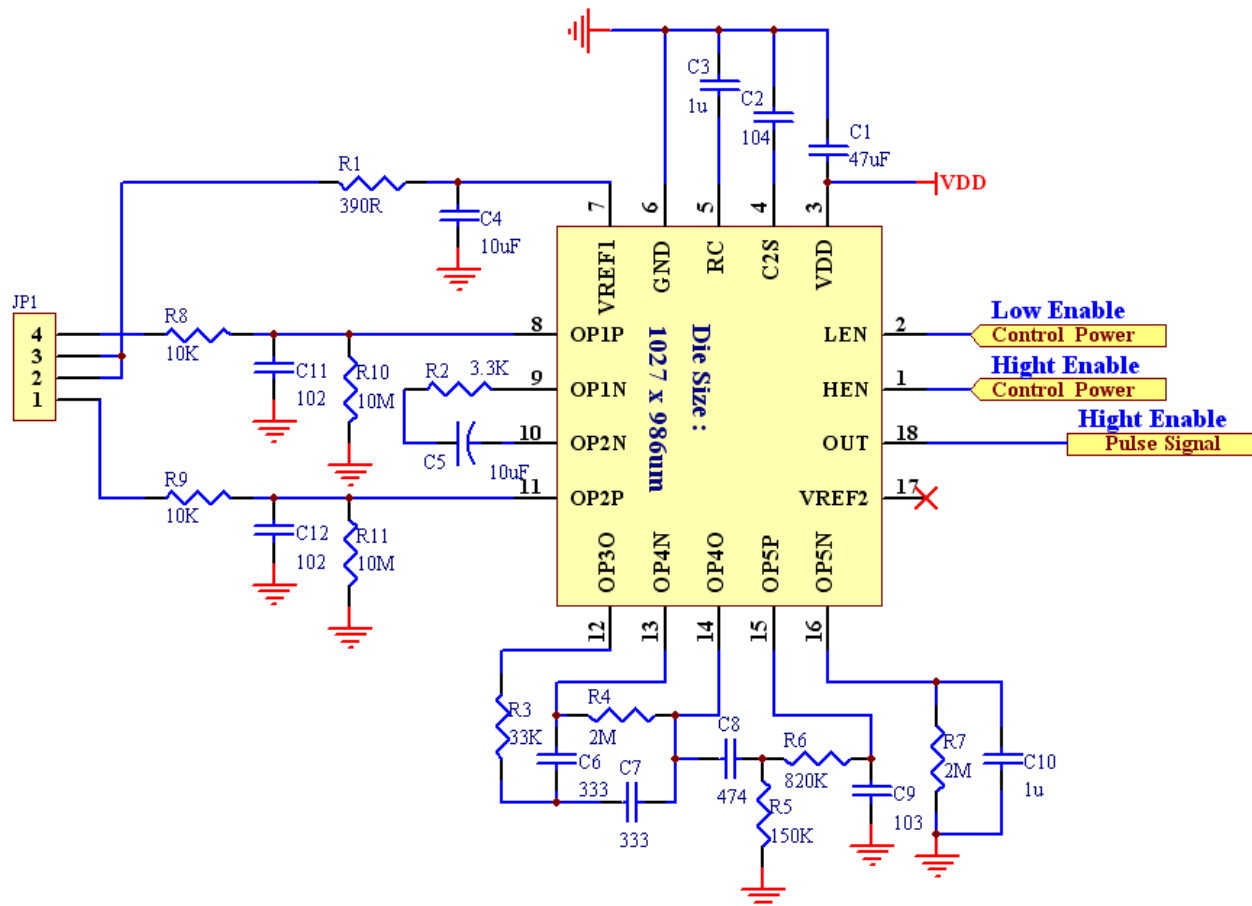 C3
1u
C2
104
C1
47uF
VDD
R1
390R
C4
10uF
7
6
5
4
3
VREF1
GND
RC
C2S
VDD
JP1
4
3
2
1
R8
10K
C11
102
R10
10M
R2
3.3K
C5
10uF
R9
10K
C12
102
R11
10M
8
OP1P
9
OP1N
10
OP2N
11
OP2P
Die Size :
1027 x 986um
LEN
2
HEN
1
OUT
18
VREF2
17
Low Enable
Control Power
Hight Enable
Control Power
Hight Enable
Pulse Signal
OP3O
OP4N
OP4O
OP5P
OP5N
12
13
14
15
16
R3
33K
R4
2M
C6
333
C7
333
C8
474
R6
820K
R5
150K
C9
103
R7
2M
C10
1u